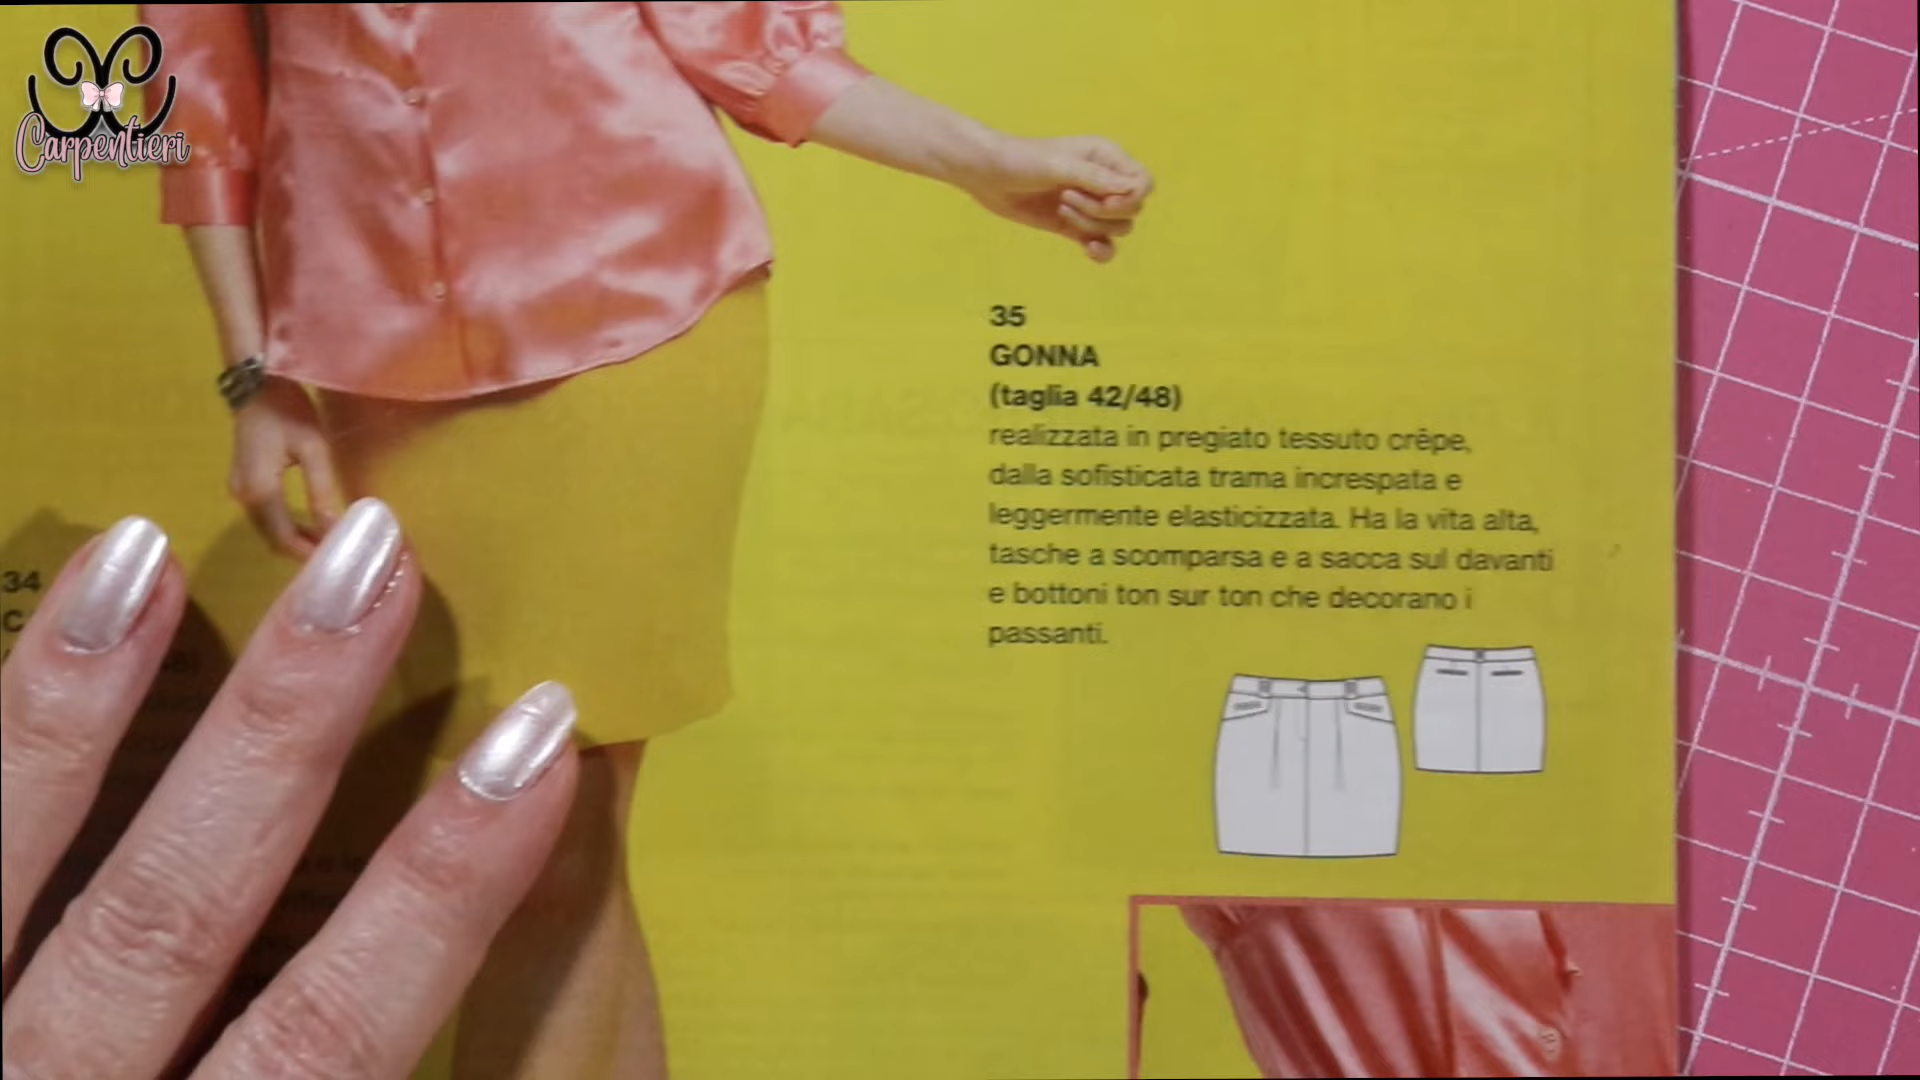 Carpentieri
35
GONNA
(taglia 42/48)
realizzata in pregiato tessuto crêpe,
dalla sofisticata trama increspata e
leggermente elasticizzata. Ha la vita alta,
tasche a scomparsa e a sacca sul davanti
e bottoni ton sur ton che decorano i
passanti.
34